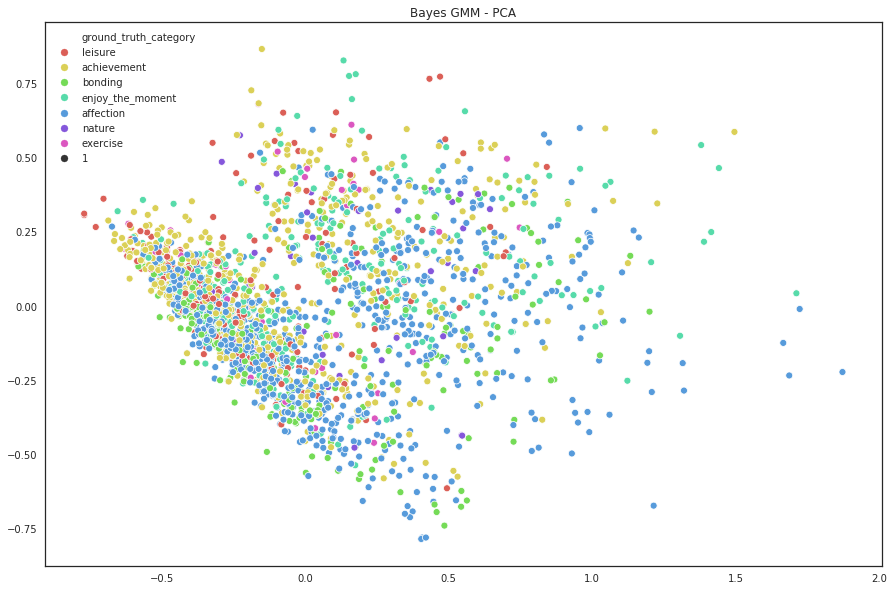 Bayes GMM - PCA
ground_truth_category
leisure
achievement
bonding
enjoy_the_moment
affection
nature
exercise
1
0.75
0.50
0.25
0.00
−0.25
−0.50
−0.75
−0.5 0.0 0.5 1.0 1.5 2.0